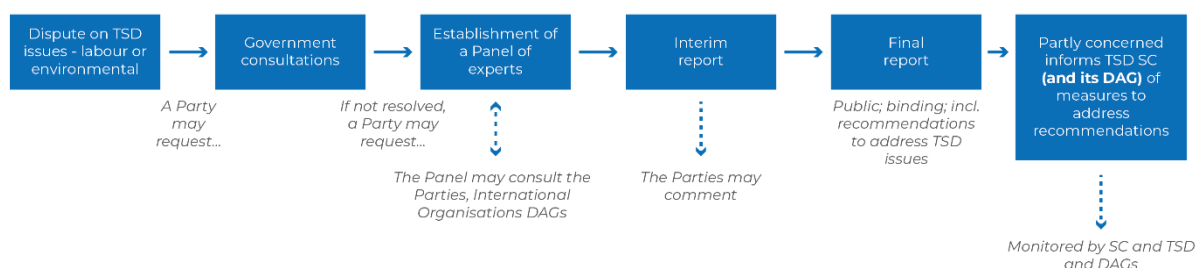 Dispute on TSD
issues - labour or
environmental
Government
consultations
Establishment of
a Panel of
experts
Interim
report
Final
report
Partly concerned
informs TSD SC
(and its DAG) of
measures to
address
recommendations
A Party
may
request...
If not resolved,
a Party may
request...
Public; binding; incl.
recommendations
to address TSD
issues
The Panel may consult the
Parties, International
Organisations DAGs
The Parties may
comment
Monitored by SC and TSD
and DAGs